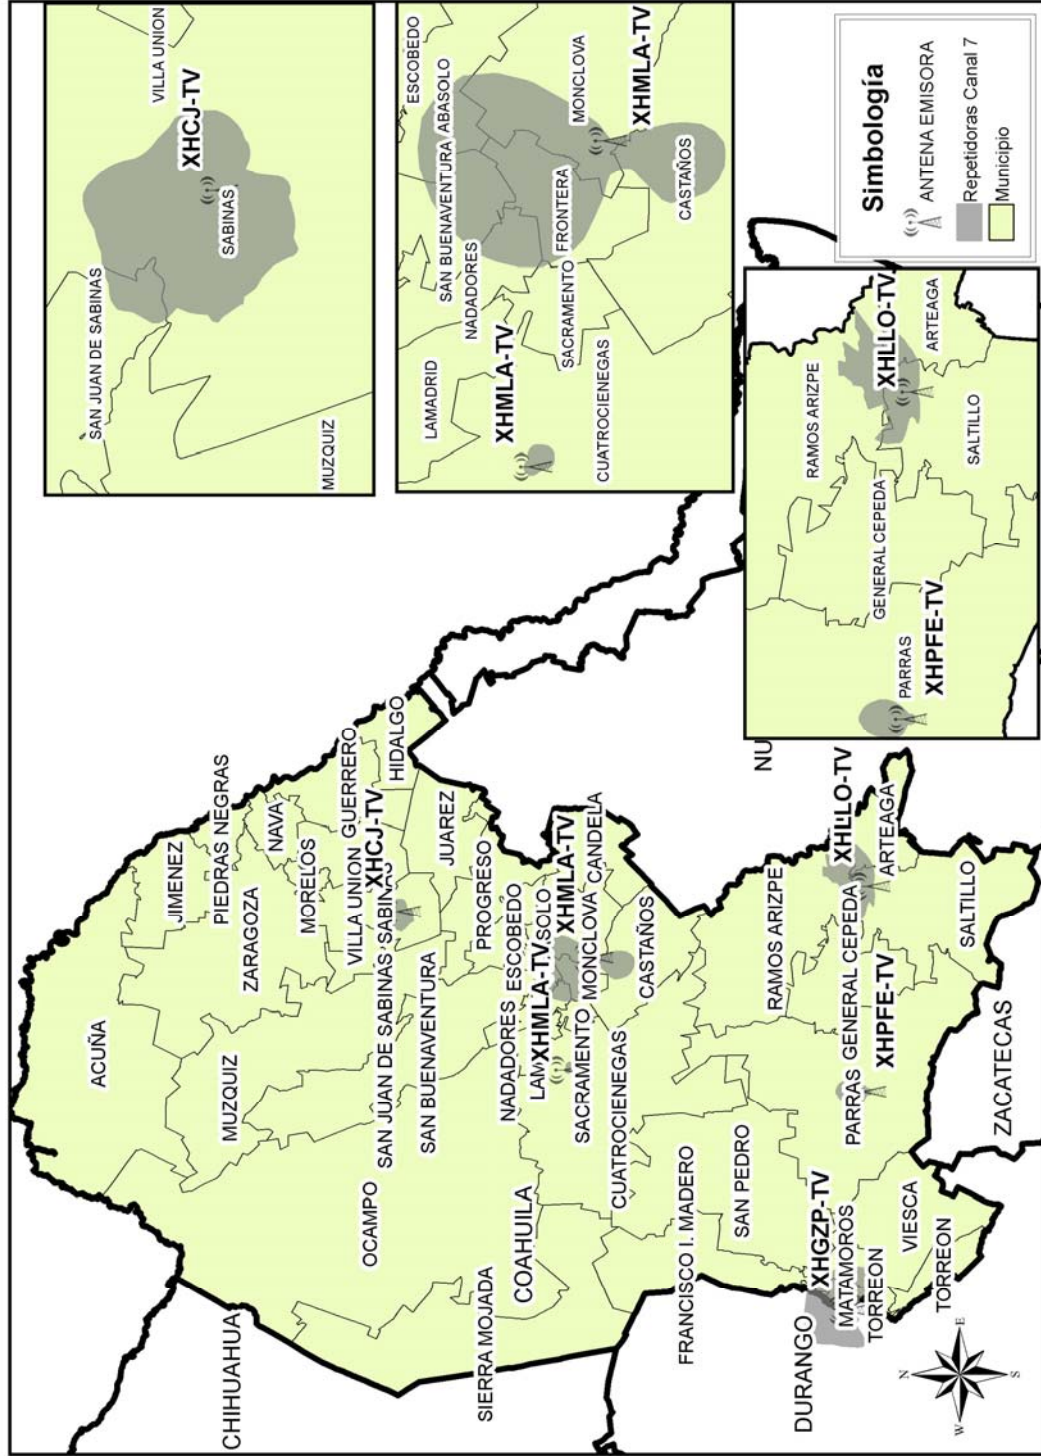 CHIHUAHUA
ACUÑA
JIMENEZ
PIEDRAS NEGRAS
MUZQUIZ
ZARAGOZA
NAVA
MORELOS
OCAMPO
VILLA UNION
GUERRERO
XHCJ-TV
SAN JUAN DE SABINAS
SABINAS
HIDALGO
SAN BUENAVENTURA
JUAREZ
PROGRESO
SIERRA MOJADA
COAHUILA
NADADORES
ESCOBEDO
XHMLA-TV
XHMLA-TV
SACRAMENTO
MONCLOVA
CANDELA
CUATROCIENEGAS
CASTAÑOS
FRANCISCO I. MADERO
SAN PEDRO
RAMOS ARIZPE
DURANGO
XHGZP-TV
MATAMOROS
TORREON
PARRAS
GENERAL CEPEDA
XHLLO-TV
XHPFE-TV
ARTEAGA
VIESCA
TORREON
SALTILLO
ZACATECAS
NU
N
W
E
S
SAN JUAN DE SABINAS
VILLA UNION
XHCJ-TV
SABINAS
MUZQUIZ
ESCOBEDO
LAMADRID
SAN BUENAVENTURA
ABASOLO
NADADORES
XHMLA-TV
MONCLOVA
SACRAMENTO
FRONTERA
XHMLA-TV
CUATROCIENEGAS
CASTAÑOS
RAMOS ARIZPE
GENERAL CEPEDA
XHLLO-TV
PARRAS
XHPFE-TV
ARTEAGA
SALTILLO
Simbología
ANTENA EMISORA
Repetidoras Canal 7
Municipio